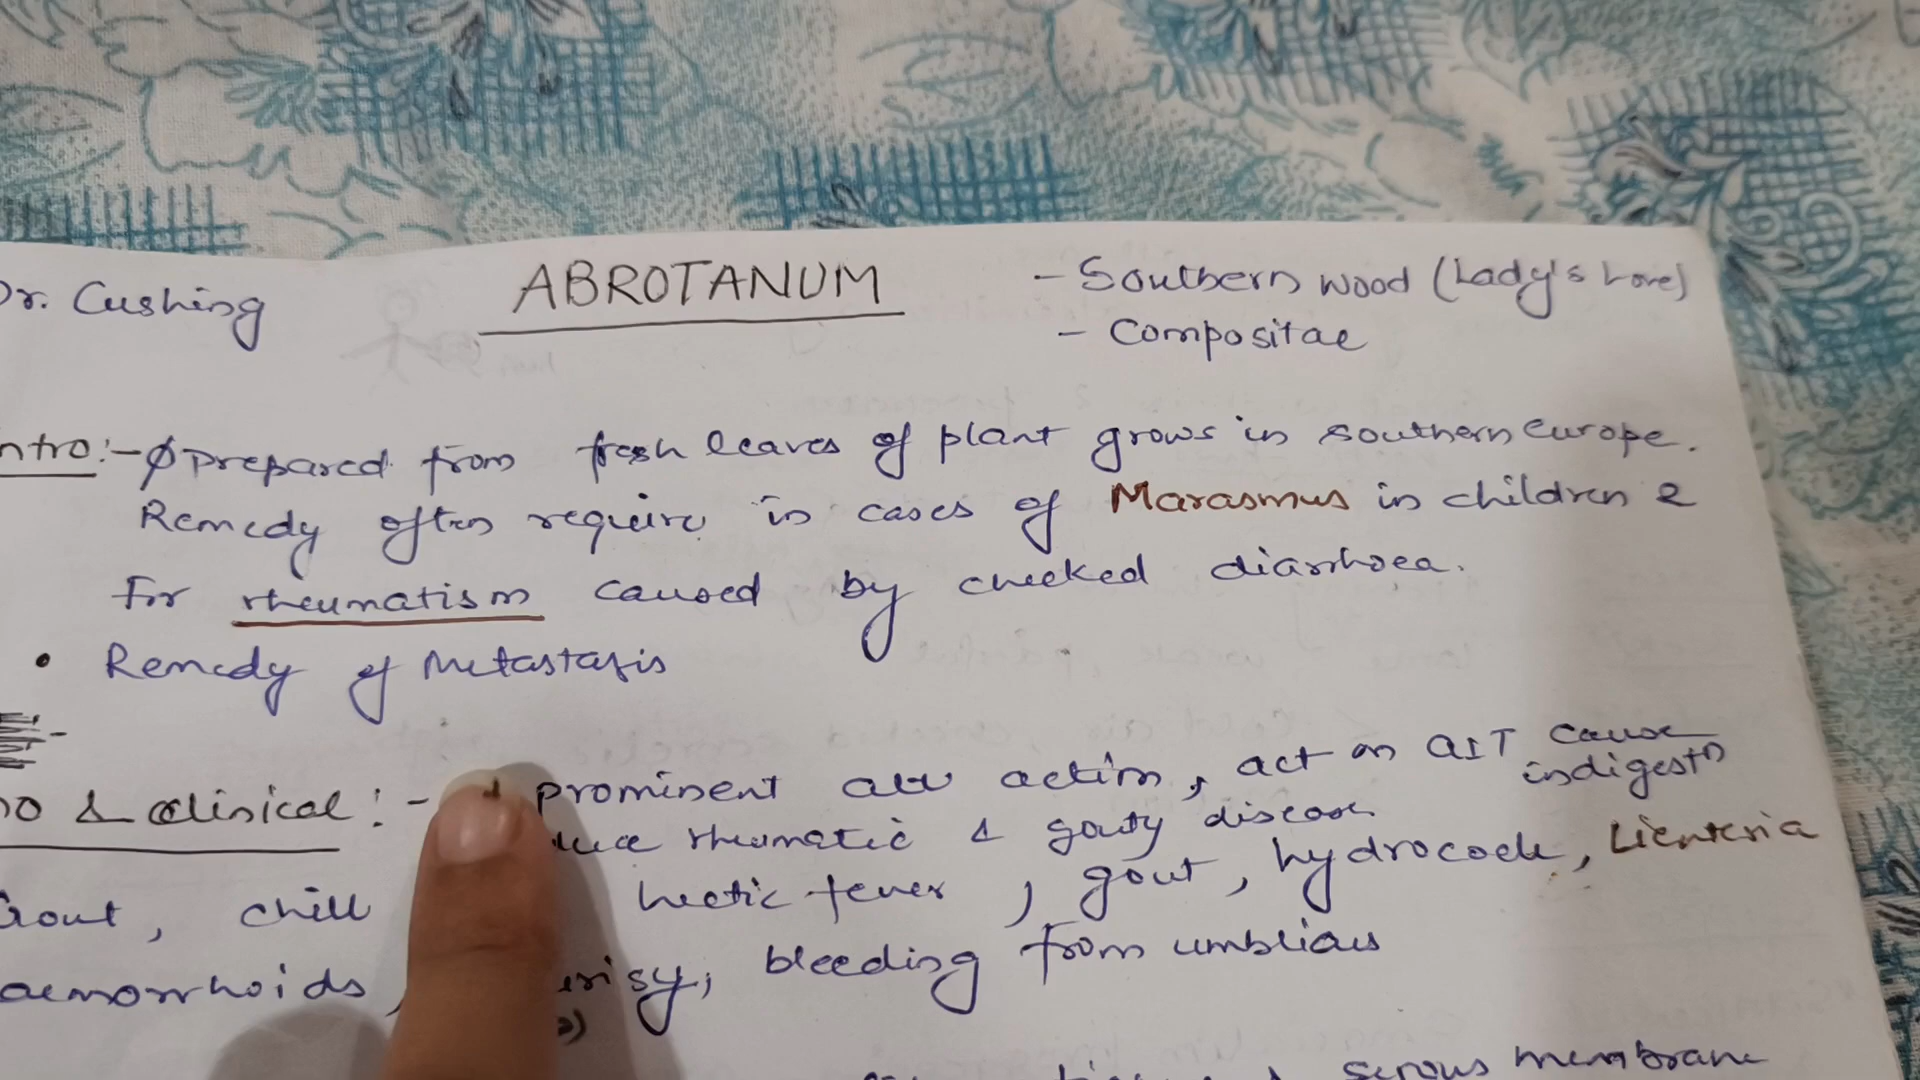 Dr. Cushing
ABROTANUM
- Southern wood (Lady's Love)
- Compositae
ntro:- ϕ prepared from fresh leaves of plant grows in southern europe.
Remedy often require in cases of Marasmus in children &
for rheumatism caused by checked diarrhoea.
• Remedy of Metastasis
& clinical :- prominent action, act on GIT cause indigestn
rheumatic & gouty disease
Gout, chill hectic fever, gout, hydrocele, Lienteria
aemorrhoids, urisy, bleeding from umblicus
serous membrane